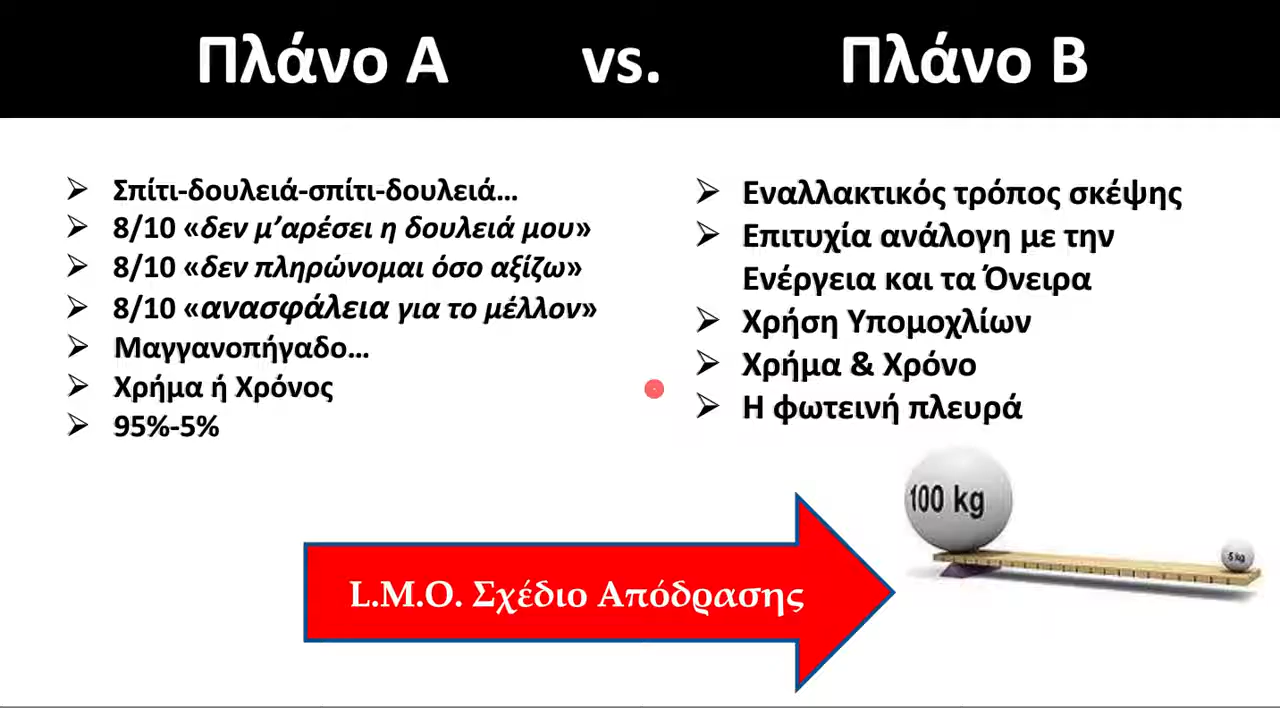 Πλάνο Α vs. Πλάνο Β
Σπίτι-δουλειά-σπίτι-δουλειά...
8/10 «δεν μ’αρέσει η δουλειά μου»
8/10 «δεν πληρώνομαι όσο αξίζω»
8/10 «ανασφάλεια για το μέλλον»
Μαγγανοπήγαδο...
Χρήμα ή Χρόνος
95%-5%
Εναλλακτικός τρόπος σκέψης
Επιτυχία ανάλογη με την
Ενέργεια και τα Όνειρα
Χρήση Υπομοχλίων
Χρήμα & Χρόνο
Η φωτεινή πλευρά
100 kg
5 kg
L.M.O. Σχέδιο Απόδρασης